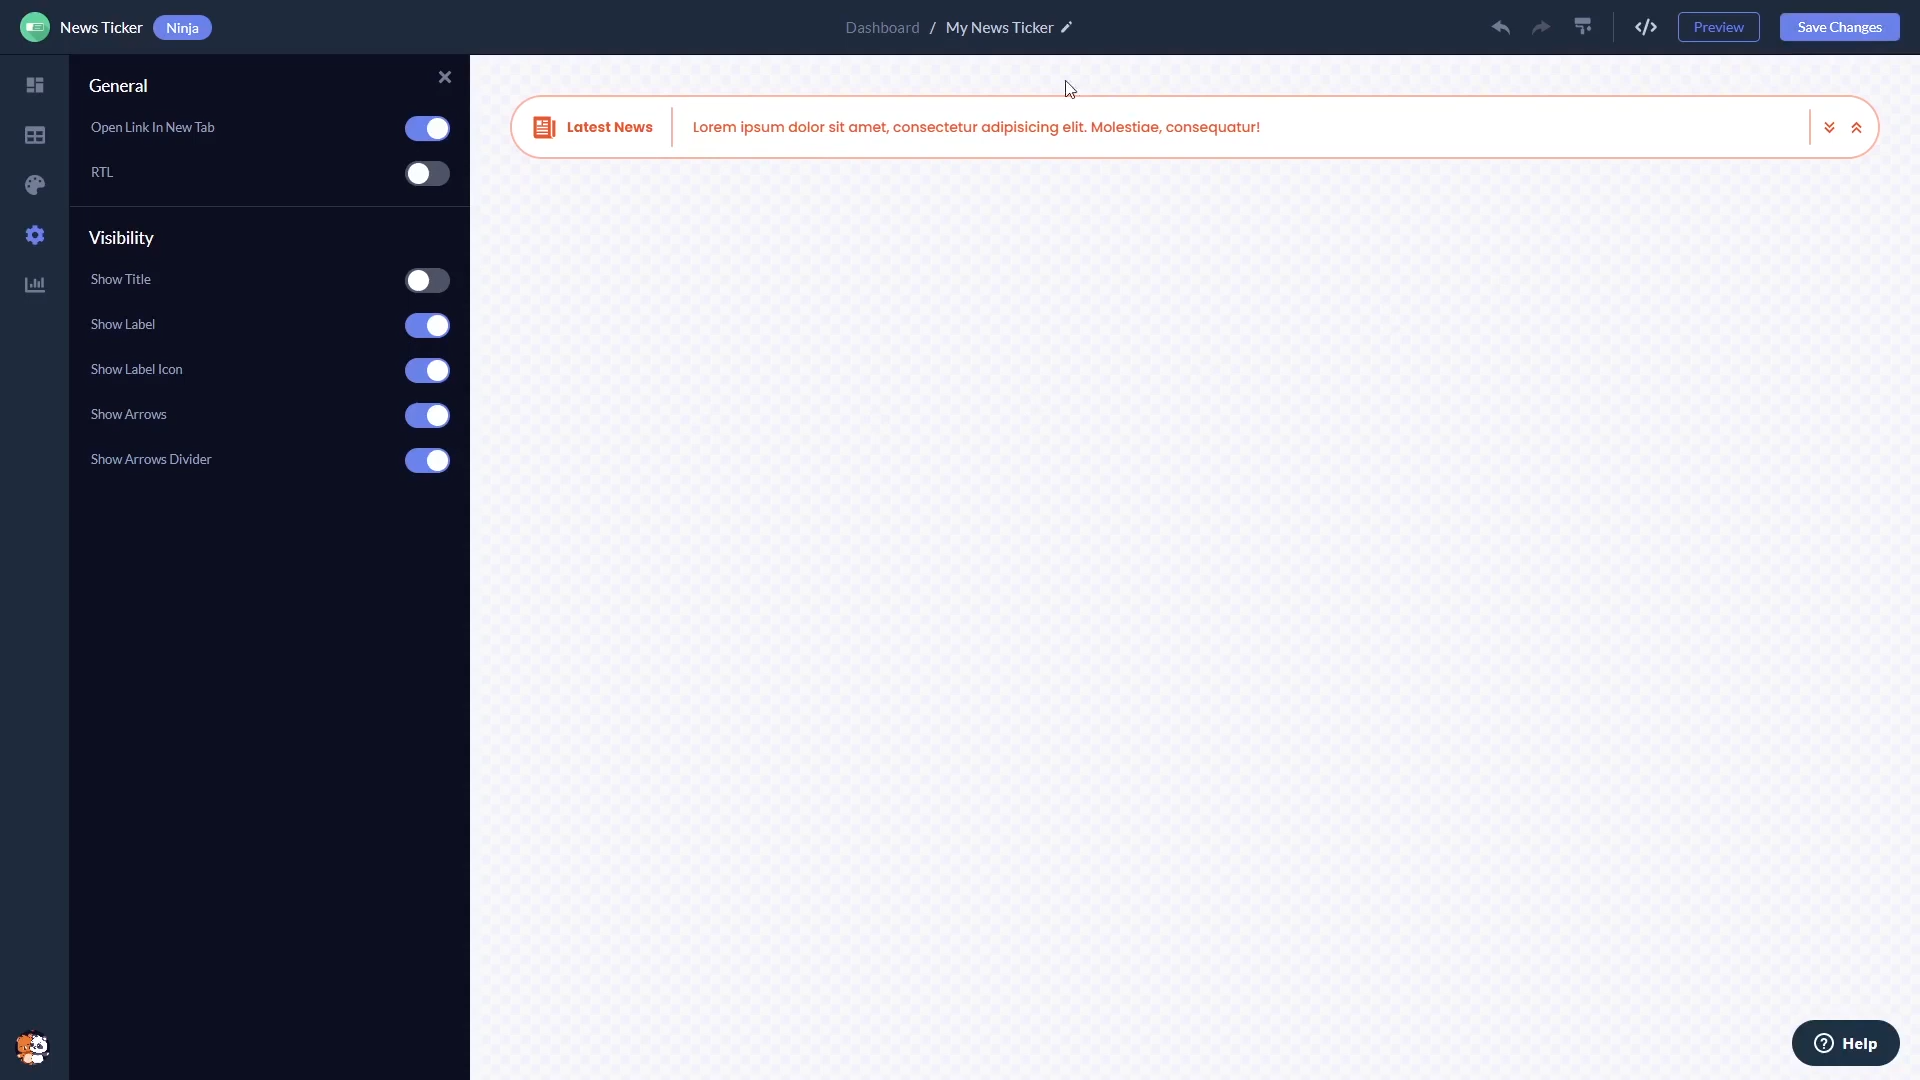 News Ticker Ninja
Dashboard / My News Ticker
Preview
Save Changes
General
Open Link In New Tab
RTL
Visibility
Show Title
Show Label
Show Label Icon
Show Arrows
Show Arrows Divider
Latest News
Lorem ipsum dolor sit amet, consectetur adipisicing elit. Molestiae, consequatur!
Help